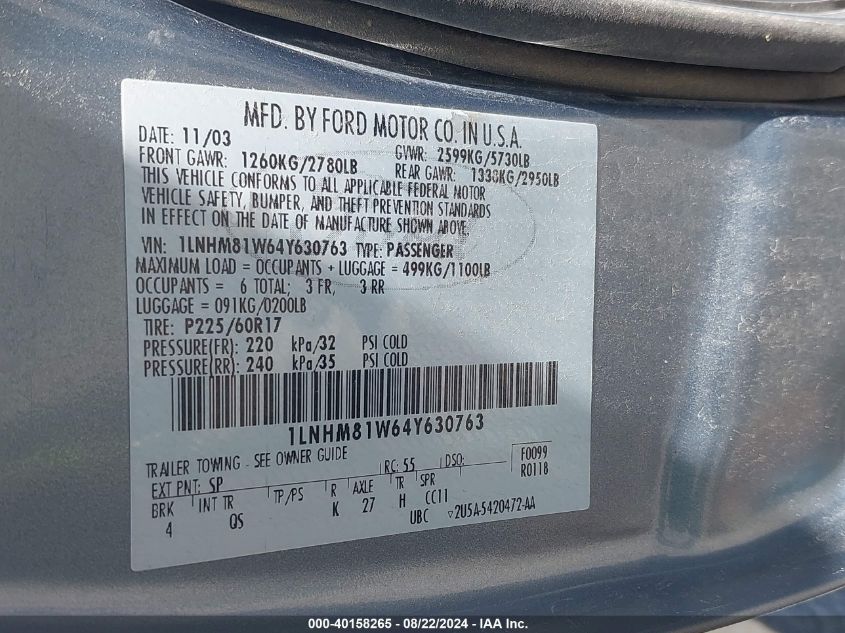 MFD. BY FORD MOTOR CO. IN U.S.A.
DATE: 11/03 GVWR: 2599KG/5730LB
FRONT GAWR: 1260KG/2780LB REAR GAWR: 1338KG/2950LB
THIS VEHICLE CONFORMS TO ALL APPLICABLE FEDERAL MOTOR
VEHICLE SAFETY, BUMPER, AND THEFT PREVENTION STANDARDS
IN EFFECT ON THE DATE OF MANUFACTURE SHOWN ABOVE.
VIN: 1LNHM81W64Y630763 TYPE: PASSENGER
MAXIMUM LOAD = OCCUPANTS + LUGGAGE = 499KG/1100LB
OCCUPANTS = 6 TOTAL; 3 FR, 3 RR
LUGGAGE = 091KG/0200LB
TIRE: P225/60R17
PRESSURE(FR): 220 kPa/32 PSI COLD
PRESSURE(RR): 240 kPa/35 PSI COLD
1LNHM81W64Y630763
TRAILER TOWING - SEE OWNER GUIDE
EXT PNT: SP RC: 55 DSO: F0099
R0118
BRK INT TR TP/PS R AXLE TR SPR
4 QS K 27 H CC11
UBC ▽2U5A-5420472-AA
000-40158265 - 08/22/2024 - IAA Inc.